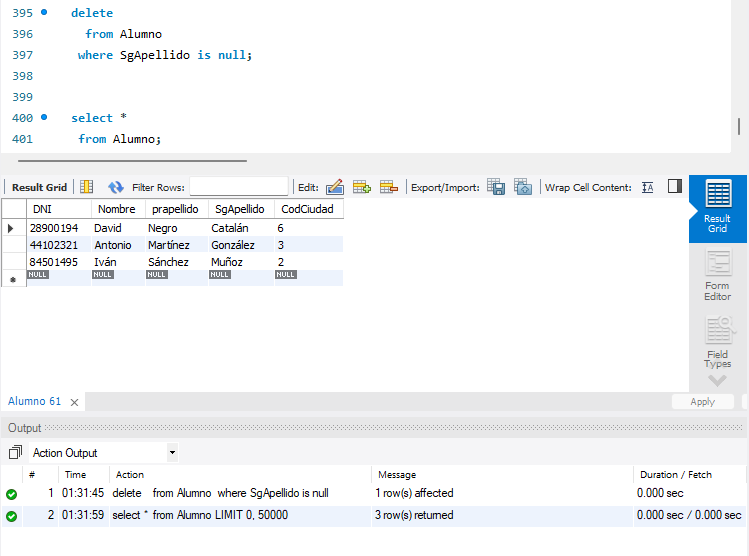 395 delete
396 from Alumno
397 where SgApellido is null;
398
399
400 select *
401 from Alumno;
Result Grid Filter Rows: Edit: Export/Import: Wrap Cell Content:
DNI Nombre prapellido SgApellido CodCiudad
28900194 David Negro Catalán 6
44102321 Antonio Martínez González 3
84501495 Iván Sánchez Muñoz 2
NULL NULL NULL NULL NULL
Result
Grid
Form
Editor
Field
Types
Alumno 61
Apply
Output
Action Output
# Time Action Message Duration / Fetch
1 01:31:45 delete from Alumno where SgApellido is null 1 row(s) affected 0.000 sec
2 01:31:59 select * from Alumno LIMIT 0, 50000 3 row(s) returned 0.000 sec / 0.000 sec